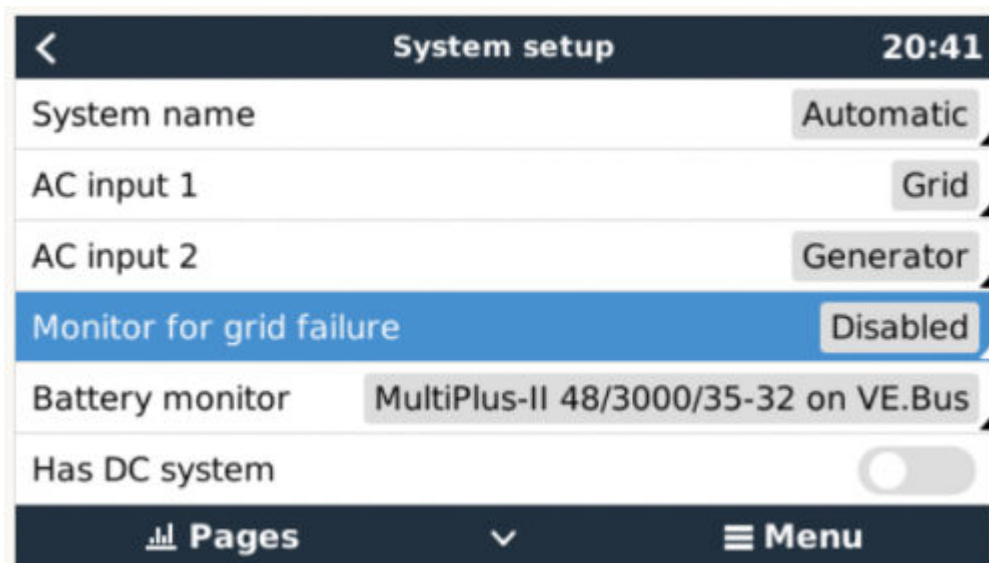 System setup 20:41
System name Automatic
AC input 1 Grid
AC input 2 Generator
Monitor for grid failure Disabled
Battery monitor MultiPlus-II 48/3000/35-32 on VE.Bus
Has DC system
Pages Menu